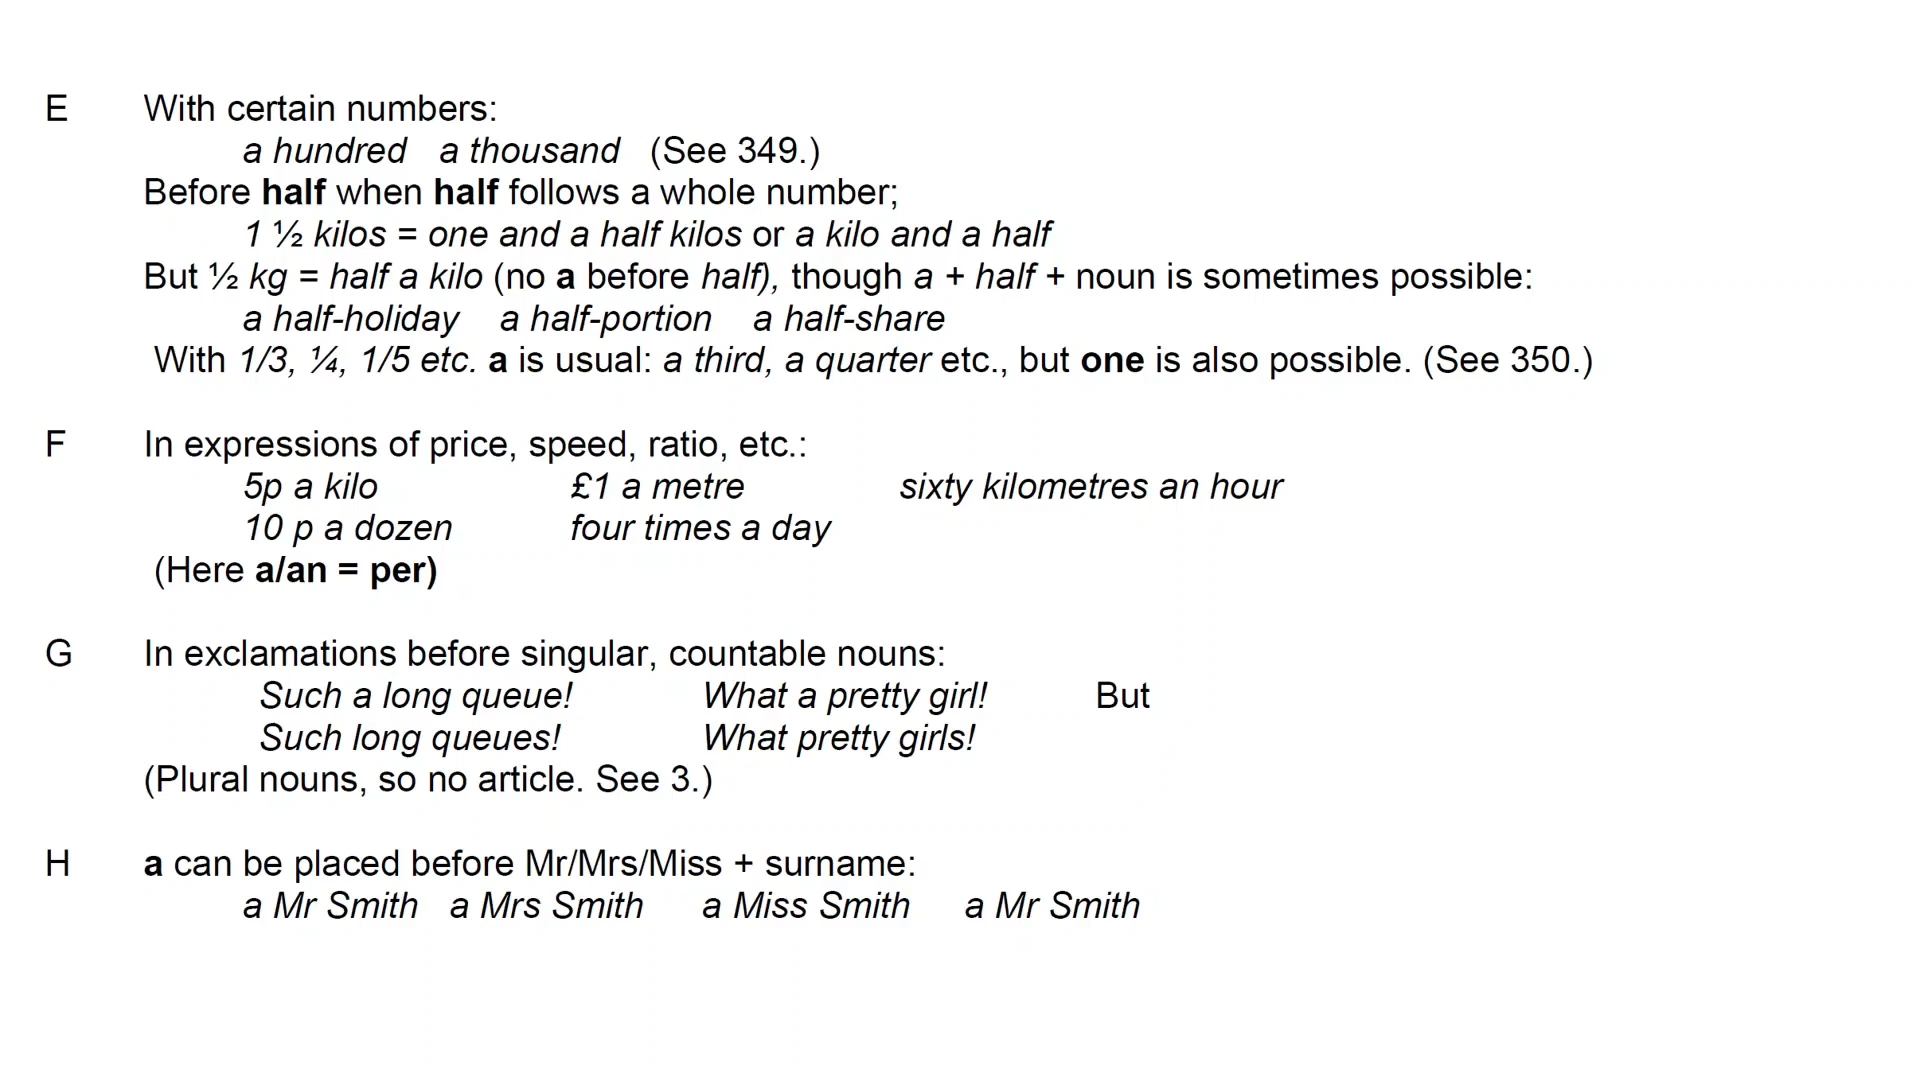 E With certain numbers:
a hundred a thousand (See 349.)
Before half when half follows a whole number;
1 ½ kilos = one and a half kilos or a kilo and a half
But ½ kg = half a kilo (no a before half), though a + half + noun is sometimes possible:
a half-holiday a half-portion a half-share
With 1/3, ¼, 1/5 etc. a is usual: a third, a quarter etc., but one is also possible. (See 350.)
F In expressions of price, speed, ratio, etc.:
5p a kilo £1 a metre sixty kilometres an hour
10 p a dozen four times a day
(Here a/an = per)
G In exclamations before singular, countable nouns:
Such a long queue! What a pretty girl! But
Such long queues! What pretty girls!
(Plural nouns, so no article. See 3.)
H a can be placed before Mr/Mrs/Miss + surname:
a Mr Smith a Mrs Smith a Miss Smith a Mr Smith